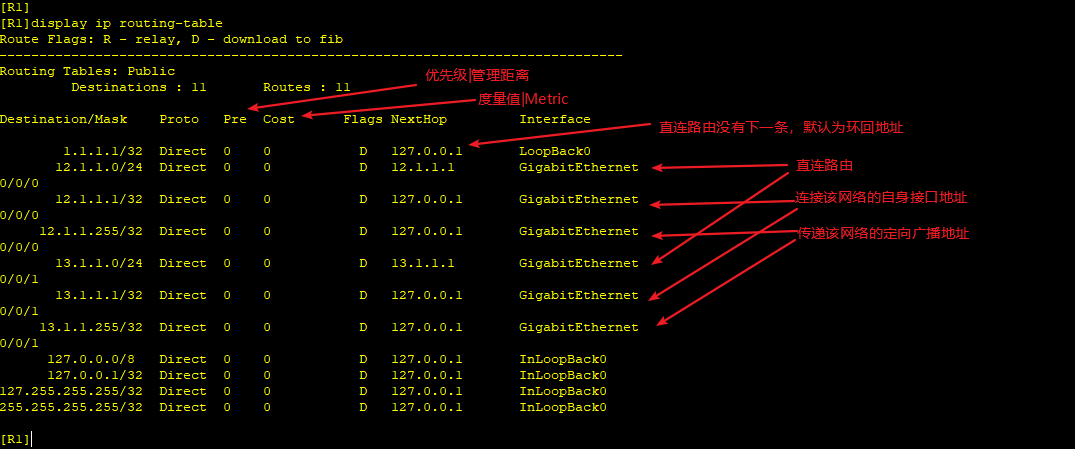 [R1]
[R1]display ip routing-table
Route Flags: R - relay, D - download to fib
------------------------------------------------------------------------------
Routing Tables: Public
优先级|管理距离
Destinations : 11 Routes : 11
度量值|Metric
Destination/Mask Proto Pre Cost Flags NextHop Interface
直连路由没有下一条，默认为环回地址
1.1.1.1/32 Direct 0 0 D 127.0.0.1 LoopBack0
12.1.1.0/24 Direct 0 0 D 12.1.1.1 GigabitEthernet
直连路由
0/0/0
12.1.1.1/32 Direct 0 0 D 127.0.0.1 GigabitEthernet
连接该网络的自身接口地址
0/0/0
12.1.1.255/32 Direct 0 0 D 127.0.0.1 GigabitEthernet
传递该网络的定向广播地址
0/0/0
13.1.1.0/24 Direct 0 0 D 13.1.1.1 GigabitEthernet
0/0/1
13.1.1.1/32 Direct 0 0 D 127.0.0.1 GigabitEthernet
0/0/1
13.1.1.255/32 Direct 0 0 D 127.0.0.1 GigabitEthernet
0/0/1
127.0.0.0/8 Direct 0 0 D 127.0.0.1 InLoopBack0
127.0.0.1/32 Direct 0 0 D 127.0.0.1 InLoopBack0
127.255.255.255/32 Direct 0 0 D 127.0.0.1 InLoopBack0
255.255.255.255/32 Direct 0 0 D 127.0.0.1 InLoopBack0
[R1]